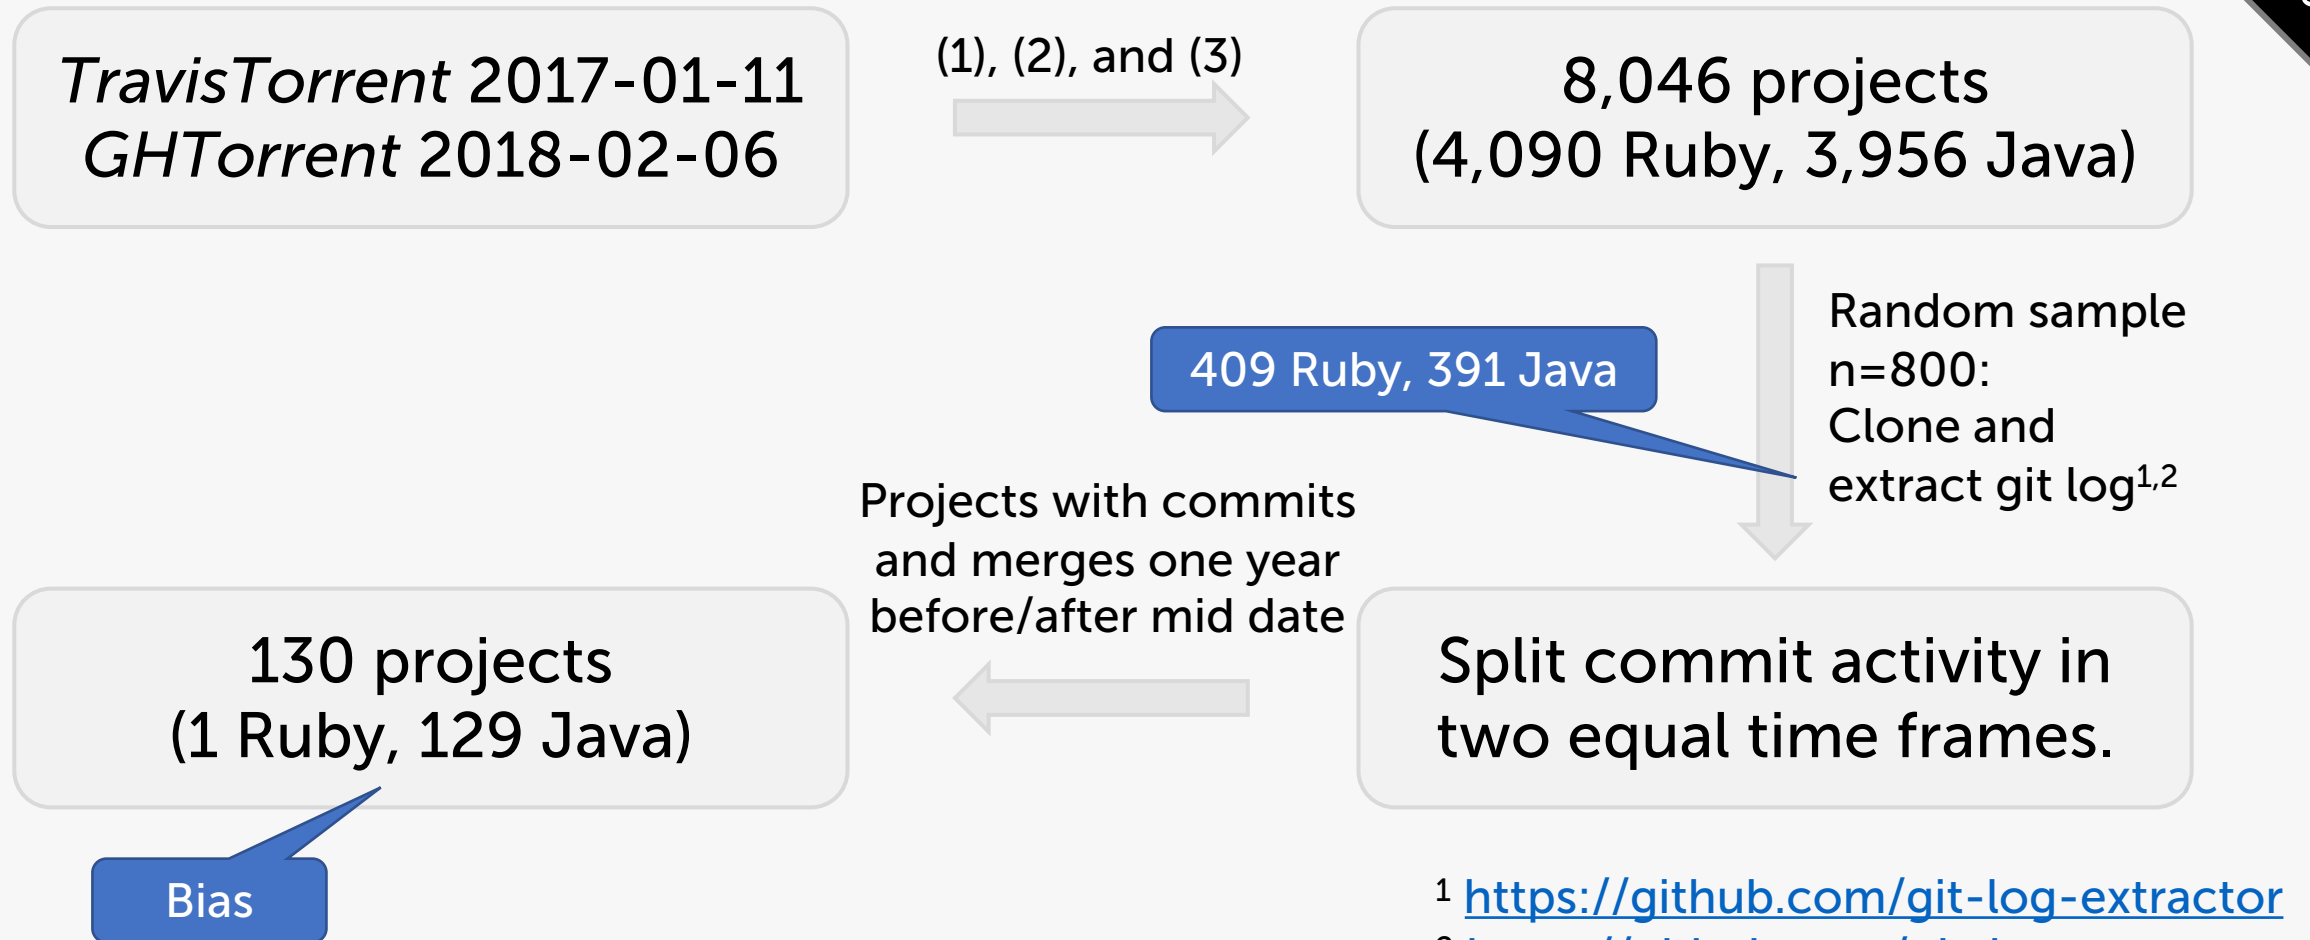 TravisTorrent 2017-01-11
GHTorrent 2018-02-06
(1), (2), and (3)
8,046 projects
(4,090 Ruby, 3,956 Java)
Random sample
n=800:
Clone and
extract git log1,2
409 Ruby, 391 Java
Projects with commits
and merges one year
before/after mid date
Split commit activity in
two equal time frames.
130 projects
(1 Ruby, 129 Java)
Bias
1 https://github.com/git-log-extractor